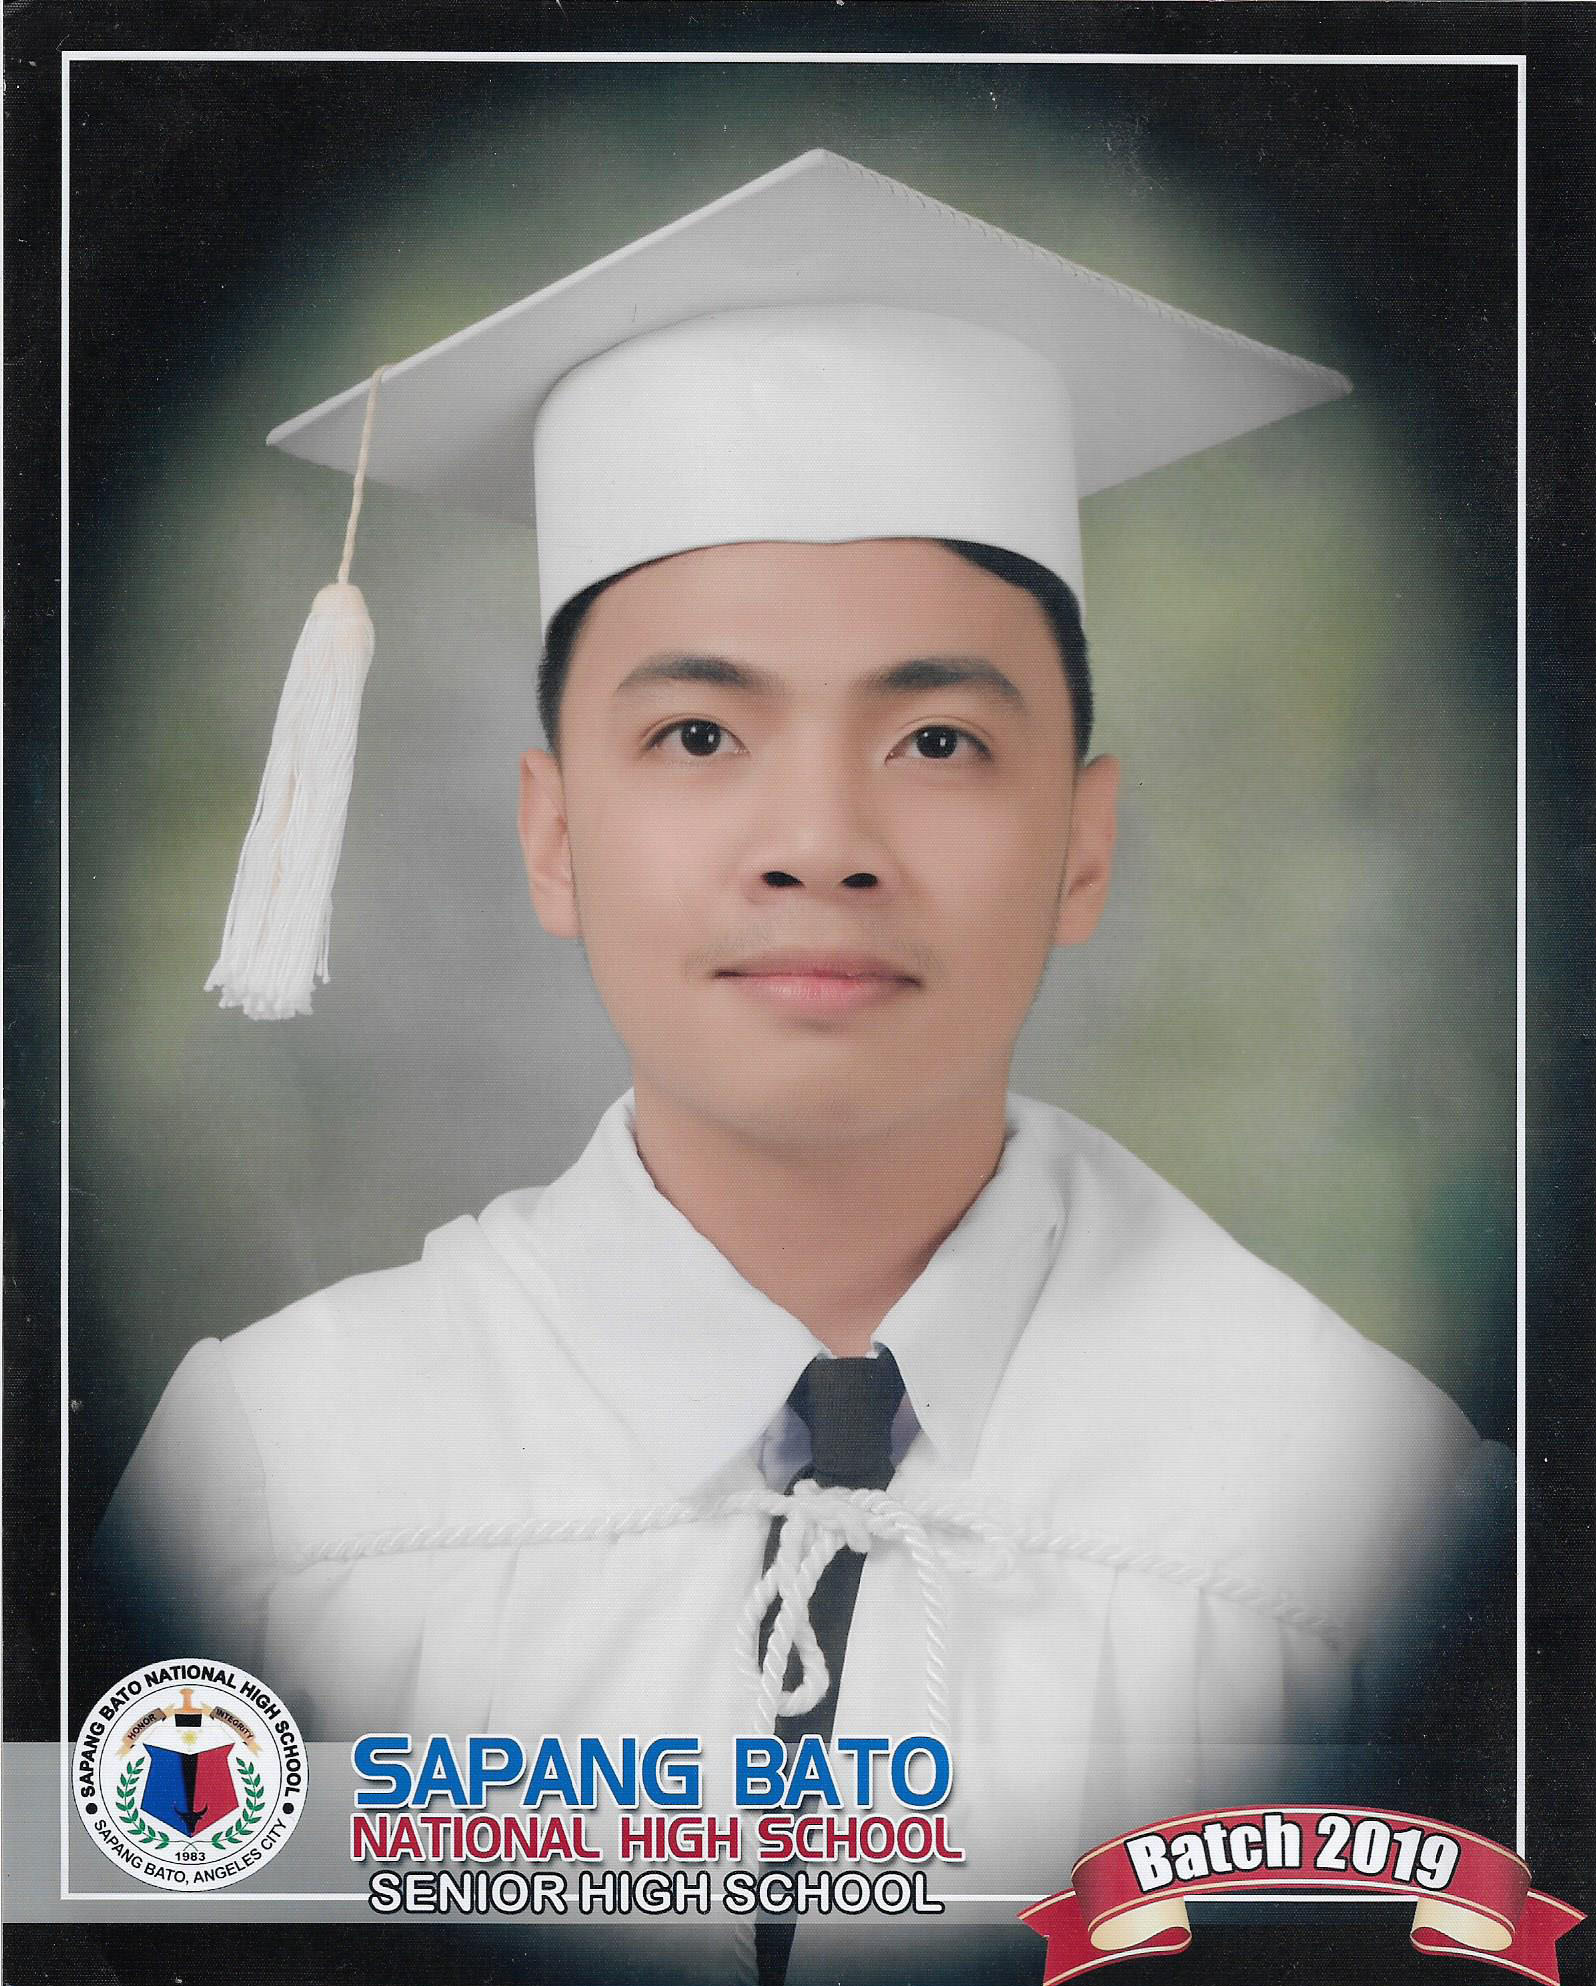 SAPANG BATO NATIONAL HIGH SCHOOL
HONOR
INTEGRITY
1983
SAPANG BATO, ANGELES CITY
SAPANG BATO
NATIONAL HIGH SCHOOL
SENIOR HIGH SCHOOL
Batch 2019